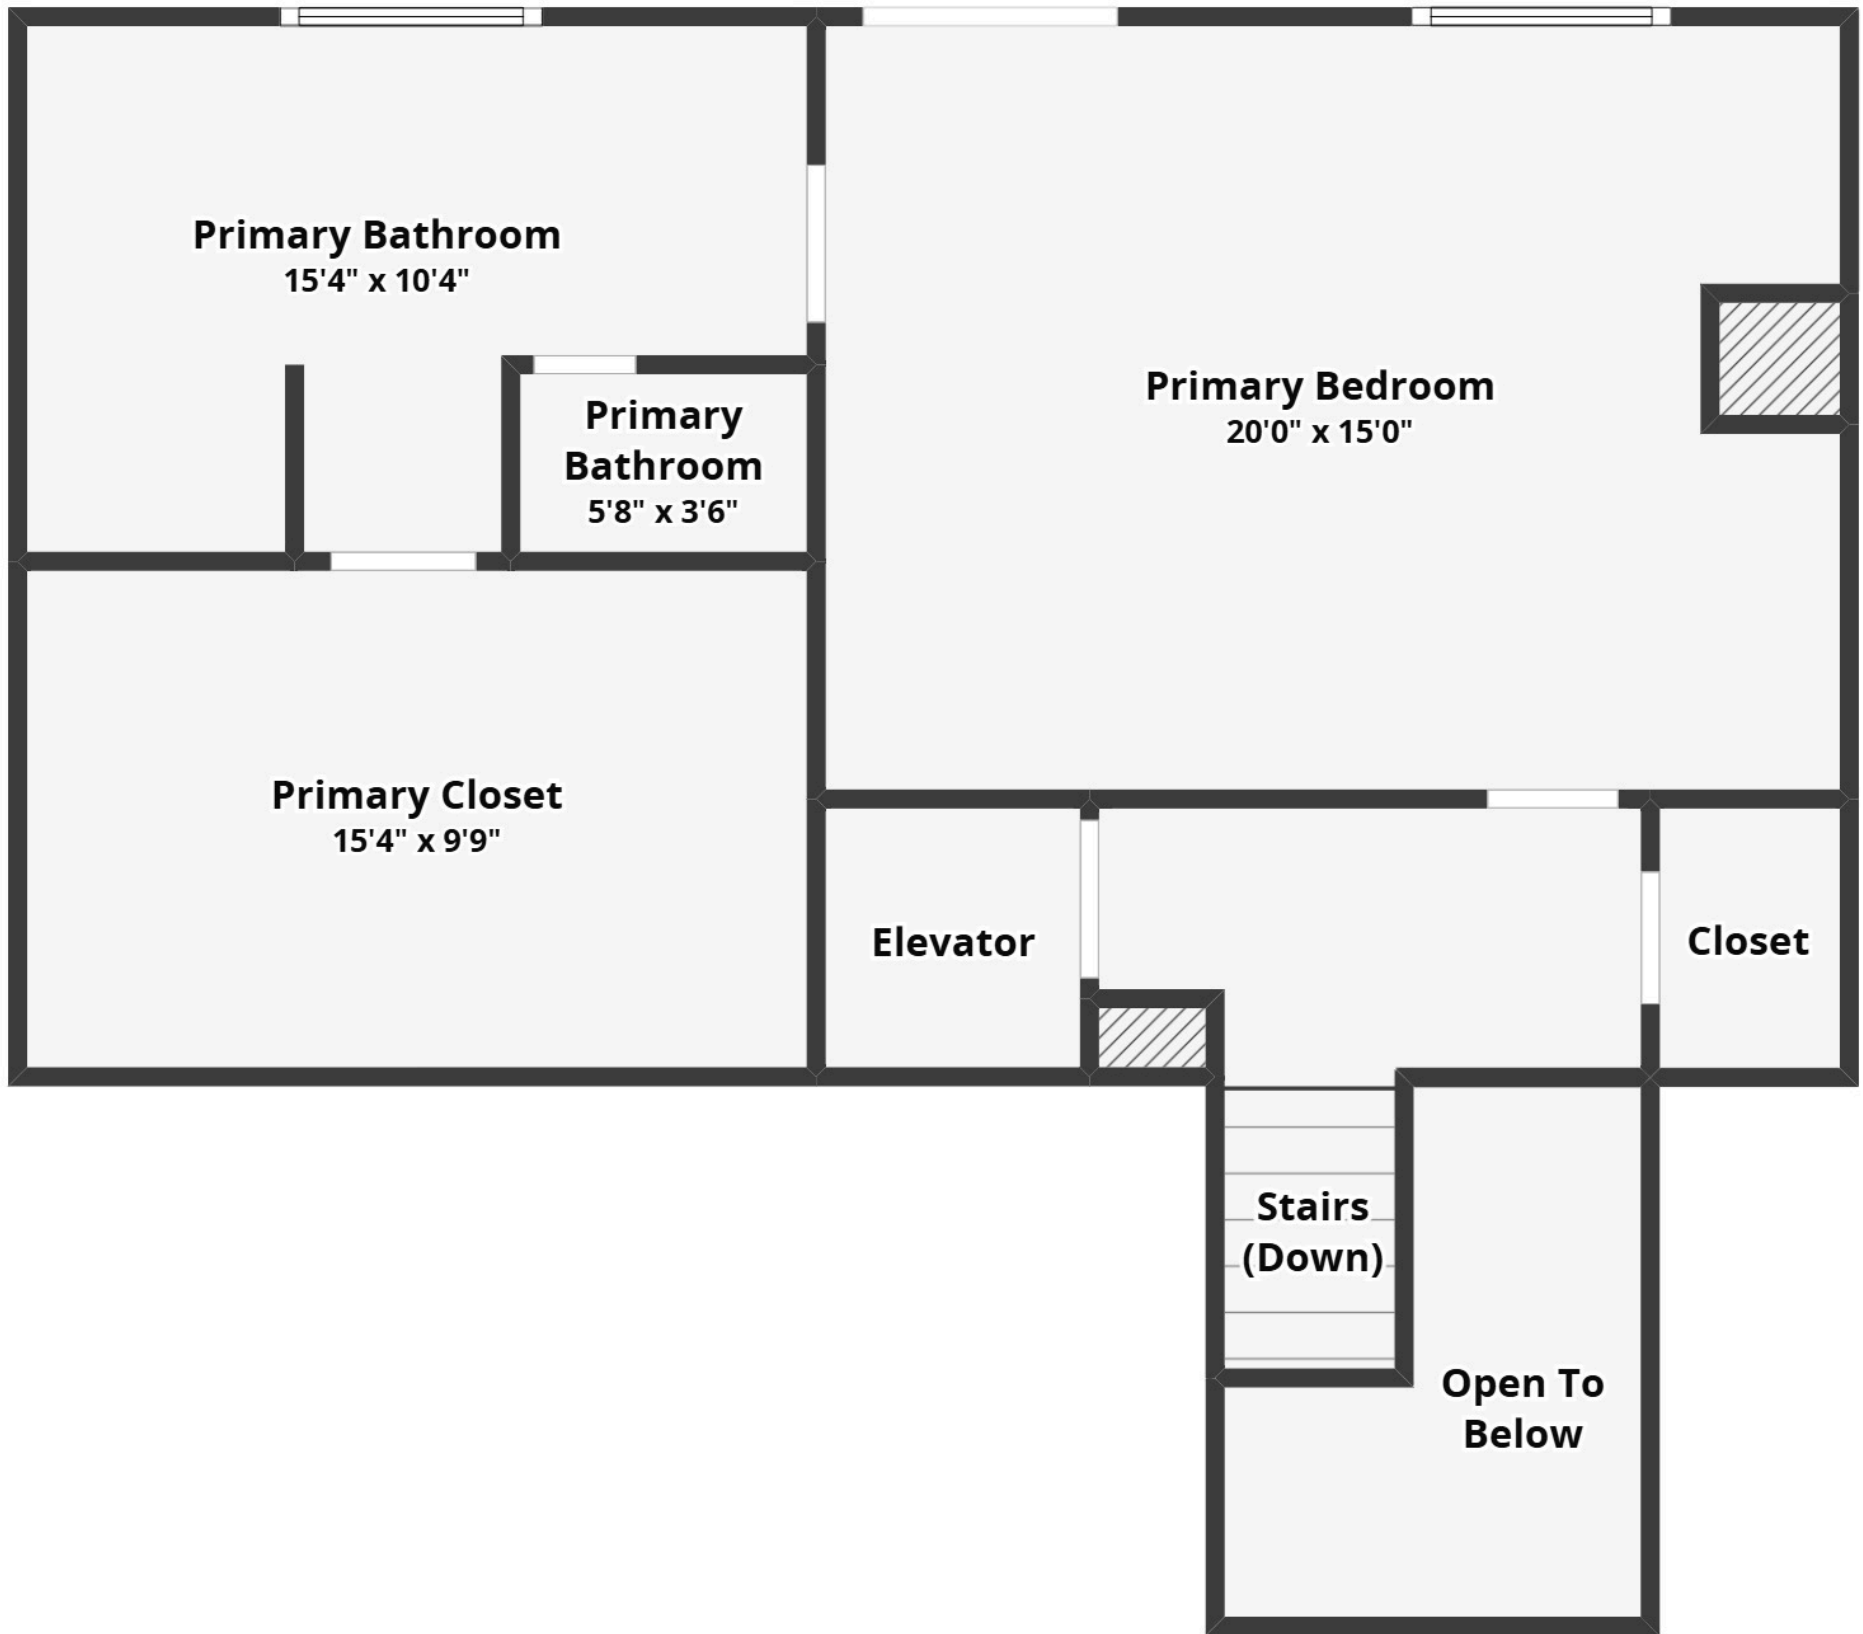 Primary Bathroom
15'4" x 10'4"
Primary
Bathroom
5'8" x 3'6"
Primary Bedroom
20'0" x 15'0"
Primary Closet
15'4" x 9'9"
Elevator
Closet
Stairs
(Down)
Open To
Below